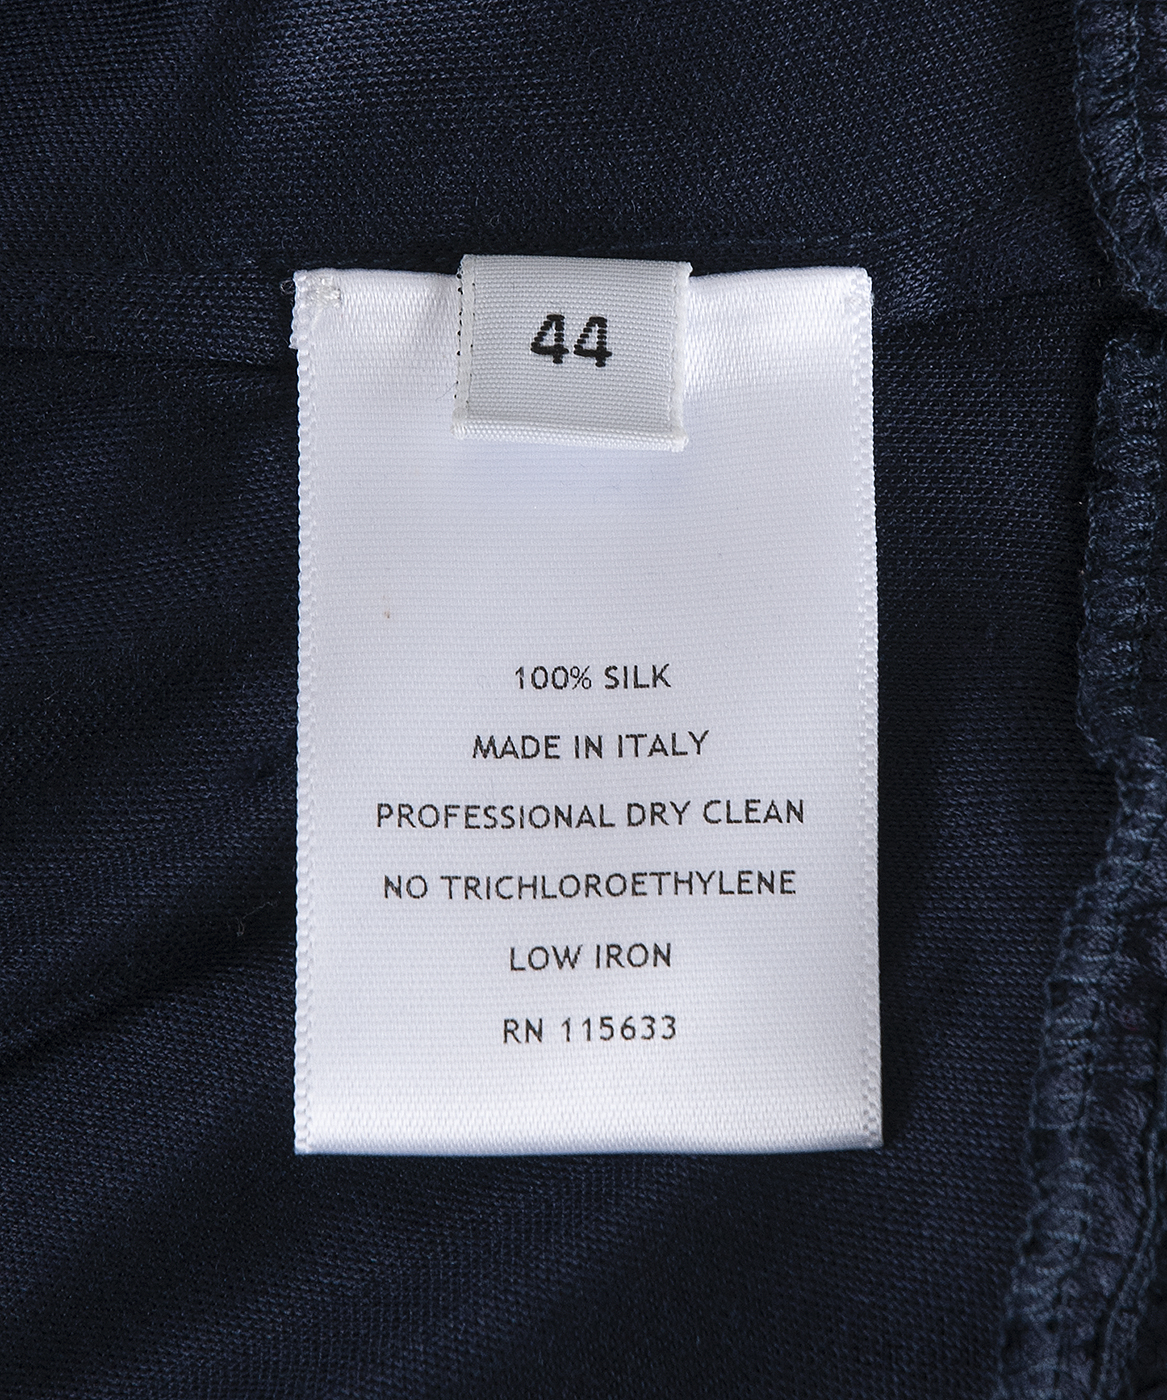 44
100% SILK
MADE IN ITALY
PROFESSIONAL DRY CLEAN
NO TRICHLOROETHYLENE
LOW IRON
RN 115633